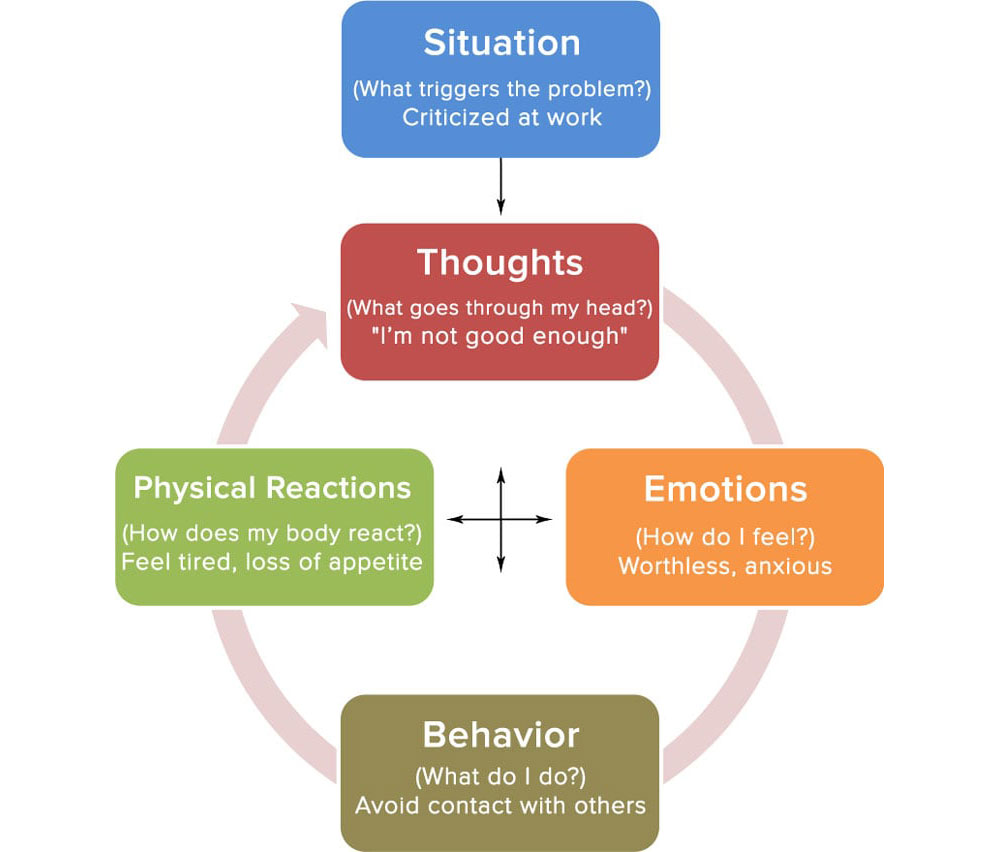 Situation
(What triggers the problem?)
Criticized at work
Thoughts
(What goes through my head?)
"I’m not good enough"
Physical Reactions
(How does my body react?)
Feel tired, loss of appetite
Emotions
(How do I feel?)
Worthless, anxious
Behavior
(What do I do?)
Avoid contact with others